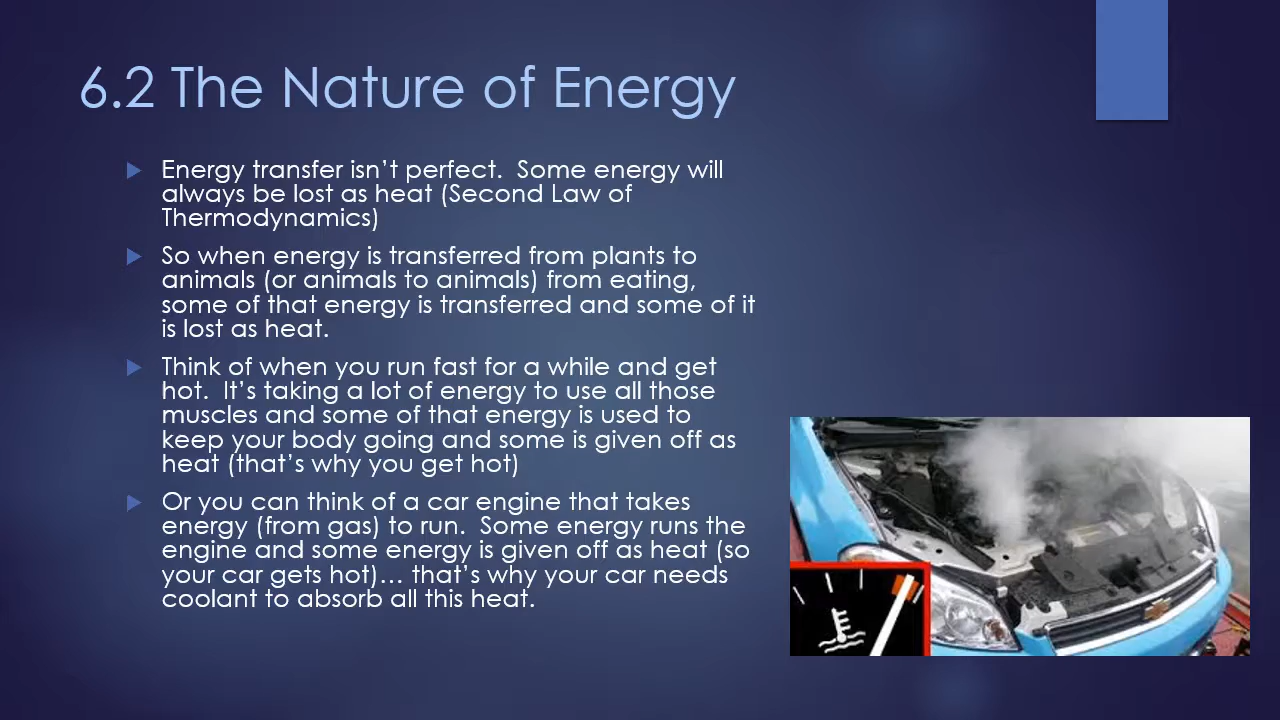 6.2 The Nature of Energy
Energy transfer isn’t perfect.  Some energy will
always be lost as heat (Second Law of
Thermodynamics)
So when energy is transferred from plants to
animals (or animals to animals) from eating,
some of that energy is transferred and some of it
is lost as heat.
Think of when you run fast for a while and get
hot.  It’s taking a lot of energy to use all those
muscles and some of that energy is used to
keep your body going and some is given off as
heat (that’s why you get hot)
Or you can think of a car engine that takes
energy (from gas) to run.  Some energy runs the
engine and some energy is given off as heat (so
your car gets hot)… that’s why your car needs
coolant to absorb all this heat.